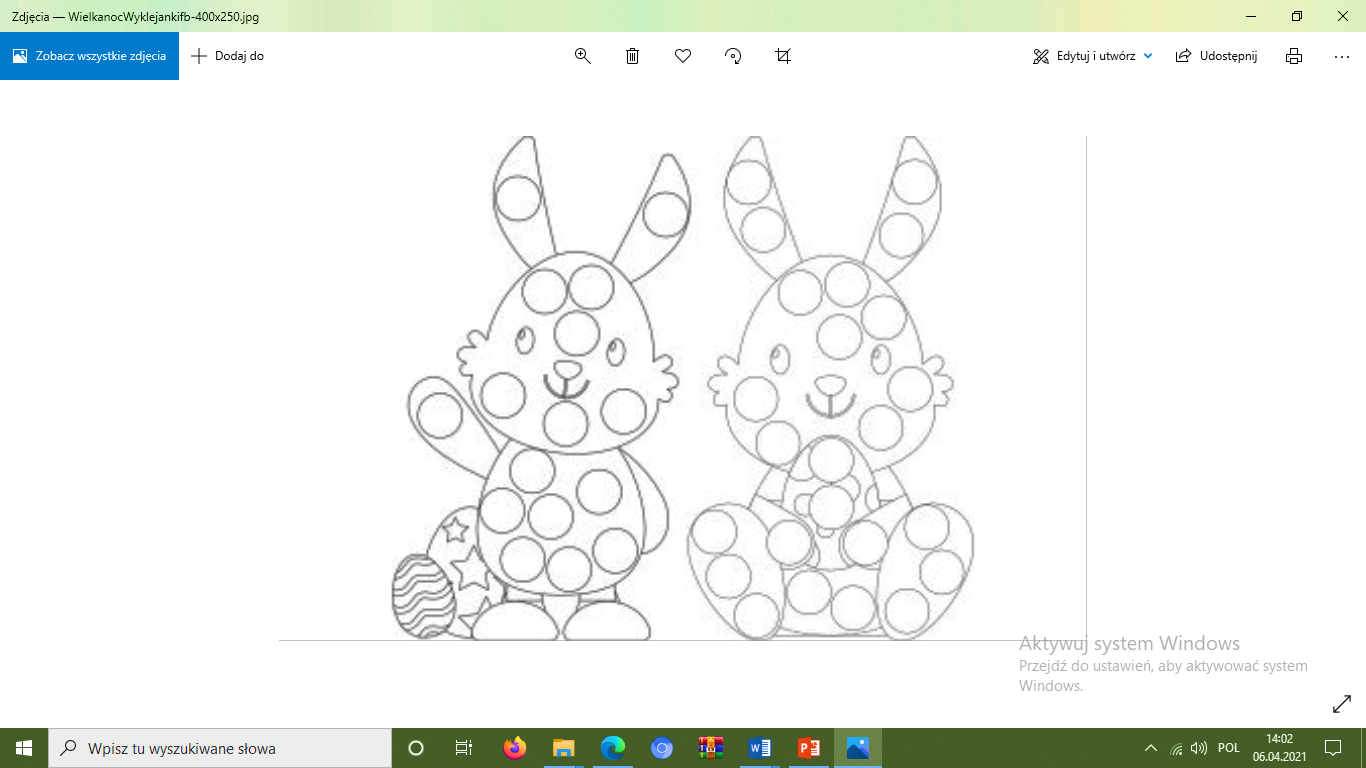 Zdjęcia — WielkanocWyklejankifb-400x250.jpg
Zobacz wszystkie zdjęcia
Dodaj do
Edytuj i utwórz
Udostępnij
Aktywuj system Windows
Przejdź do ustawień, aby aktywować system
Windows.
Wpisz tu wyszukiwane słowa
POL
14:02
06.04.2021